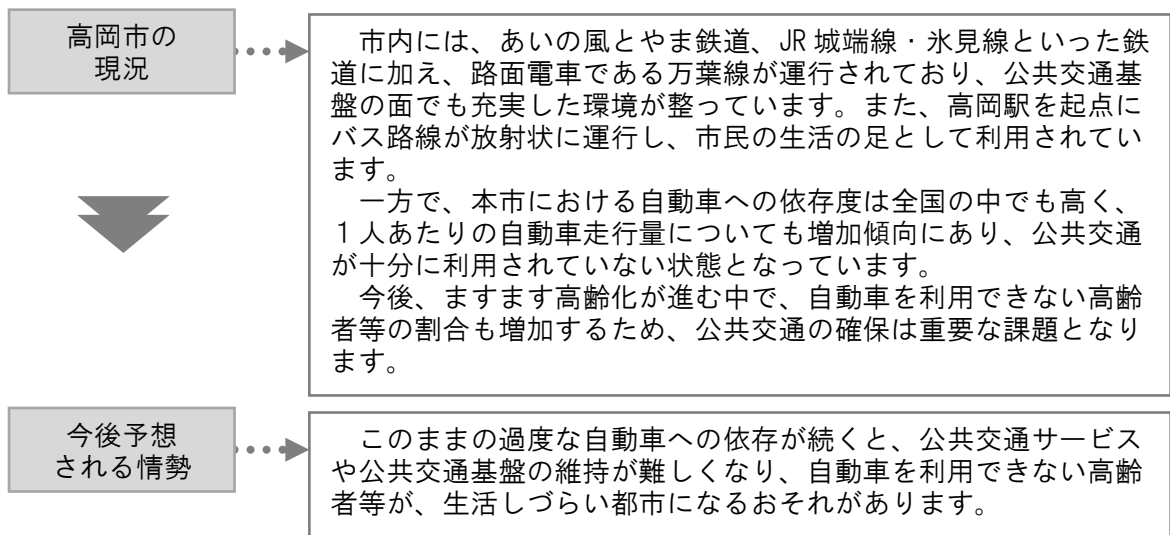 高岡市の
現況
　市内には、あいの風とやま鉄道、JR 城端線・氷見線といった鉄
道に加え、路面電車である万葉線が運行されており、公共交通基
盤の面でも充実した環境が整っています。また、高岡駅を起点に
バス路線が放射状に運行し、市民の生活の足として利用されてい
ます。
　一方で、本市における自動車への依存度は全国の中でも高く、
１人あたりの自動車走行量についても増加傾向にあり、公共交通
が十分に利用されていない状態となっています。
　今後、ますます高齢化が進む中で、自動車を利用できない高齢
者等の割合も増加するため、公共交通の確保は重要な課題となり
ます。
今後予想
される情勢
　このままの過度な自動車への依存が続くと、公共交通サービス
や公共交通基盤の維持が難しくなり、自動車を利用できない高齢
者等が、生活しづらい都市になるおそれがあります。